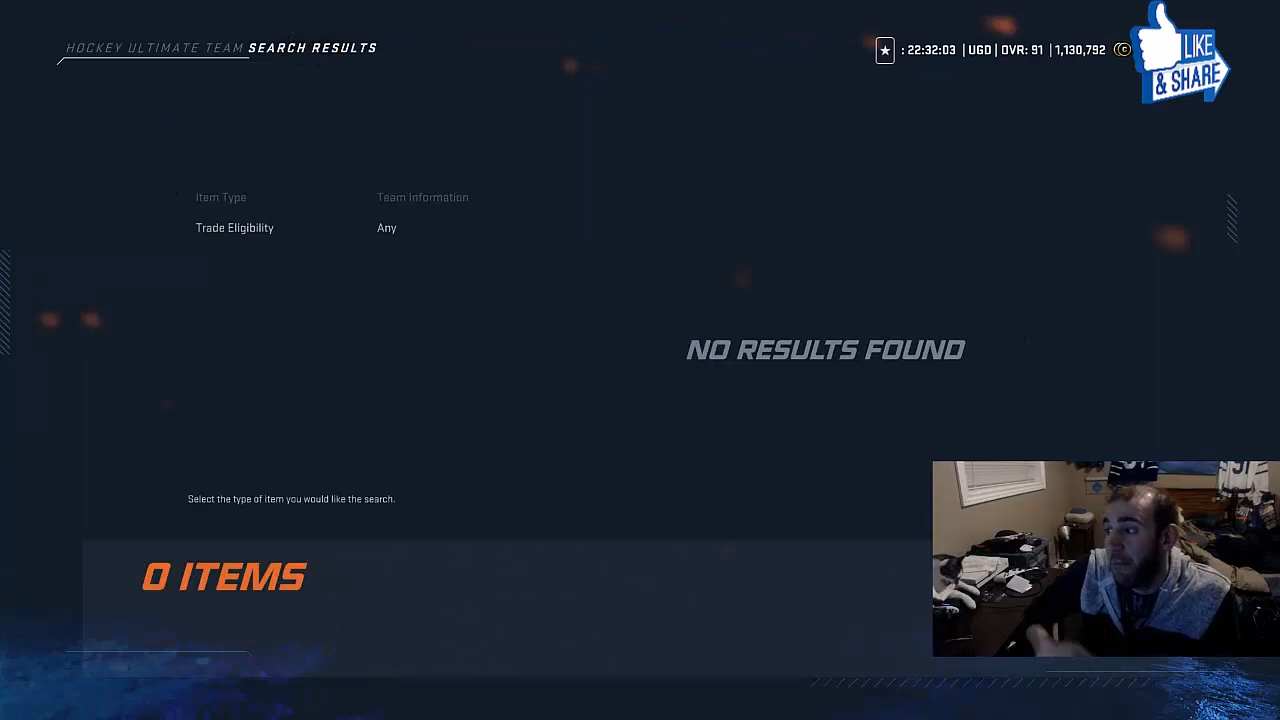 HOCKEY ULTIMATE TEAM SEARCH RESULTS
: 22:32:03 | UGD | OVR: 91 | 1,130,792
LIKE
& SHARE
Item Type Team Information
Trade Eligibility Any
NO RESULTS FOUND
Select the type of item you would like the search.
0 ITEMS